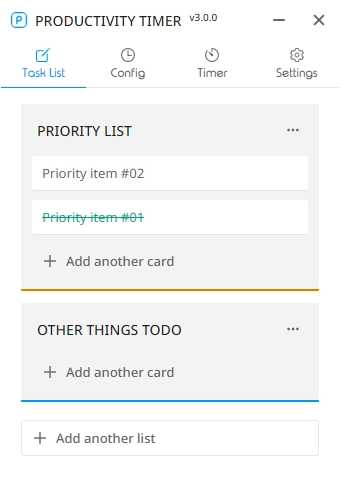 PRODUCTIVITY TIMER v3.0.0
Task List Config Timer Settings
PRIORITY LIST
Priority item #02
Priority item #01
Add another card
OTHER THINGS TODO
Add another card
Add another list